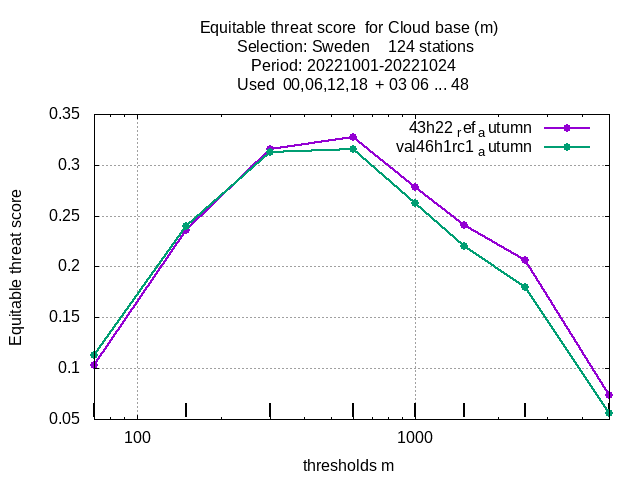 Equitable threat score  for Cloud base (m)
Selection: Sweden    124 stations
Period: 20221001-20221024
Used  00,06,12,18  + 03 06 ... 48
43h22 ref autumn
val46h1rc1 autumn
0.35
0.3
0.25
0.2
0.15
0.1
0.05
Equitable threat score
100 1000
thresholds m